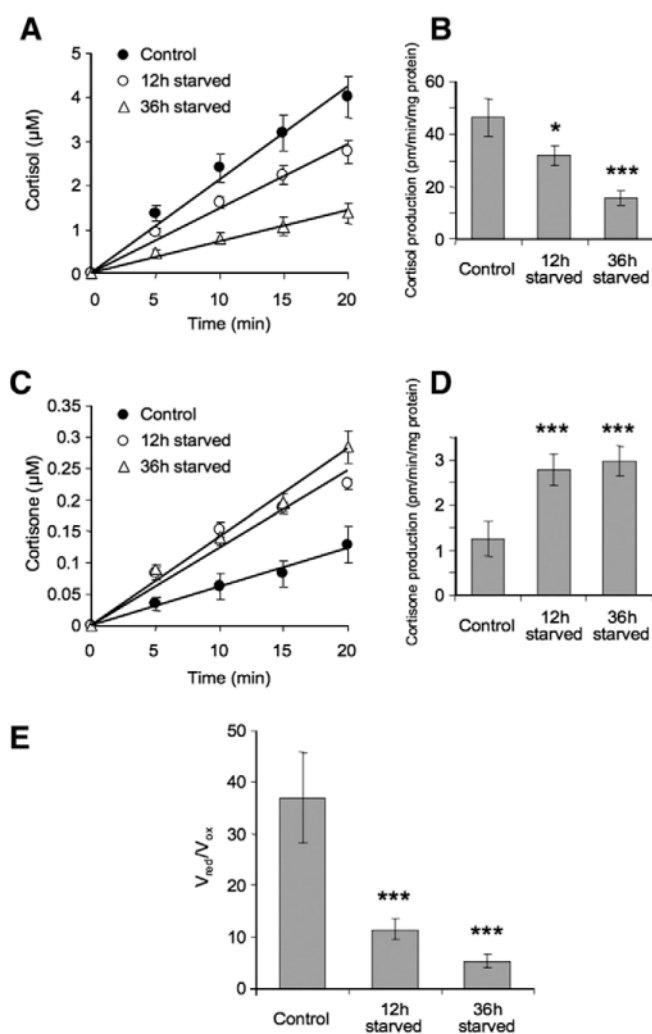 A
Control
12h starved
36h starved
Cortisol (µM)
5
4
3
2
1
0
0
5
10
15
20
Time (min)
B
Cortisol production (pm/min/mg protein)
60
40
20
0
*
***
Control
12h
starved
36h
starved
C
Control
12h starved
36h starved
Cortisone (µM)
0.35
0.3
0.25
0.2
0.15
0.1
0.05
0
0
5
10
15
20
Time (min)
D
Cortisone production (pm/min/mg protein)
3
2
1
0
***
***
Control
12h
starved
36h
starved
E
Vred/Vox
50
40
30
20
10
0
***
***
Control
12h
starved
36h
starved